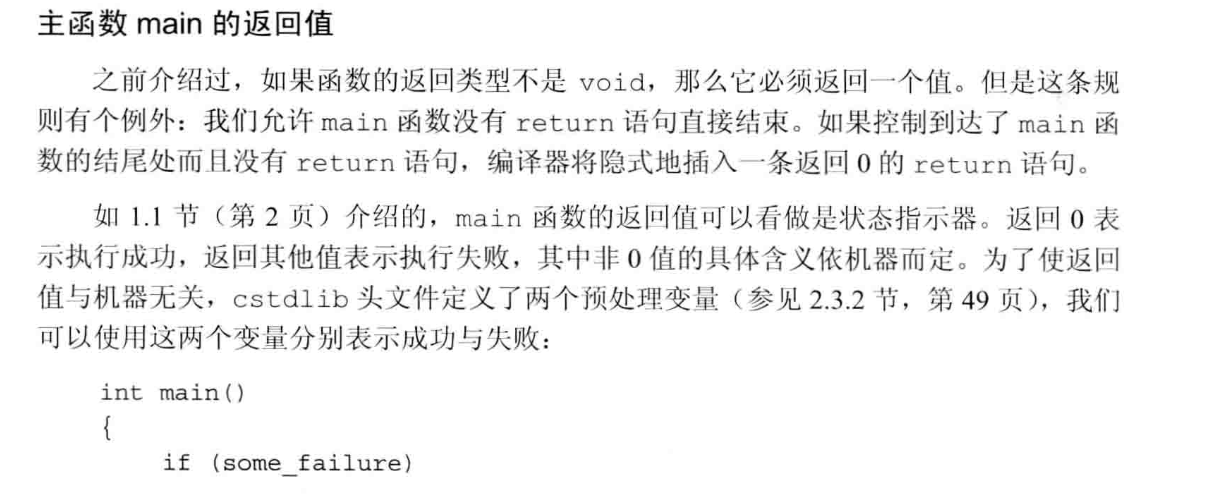 主函数 main 的返回值
之前介绍过，如果函数的返回类型不是 void，那么它必须返回一个值。但是这条规
则有个例外：我们允许 main 函数没有 return 语句直接结束。如果控制到达了 main 函
数的结尾处而且没有 return 语句，编译器将隐式地插入一条返回 0 的 return 语句。
如 1.1 节（第 2 页）介绍的，main 函数的返回值可以看做是状态指示器。返回 0 表
示执行成功，返回其他值表示执行失败，其中非 0 值的具体含义依机器而定。为了使返回
值与机器无关，cstdlib 头文件定义了两个预处理变量（参见 2.3.2 节，第 49 页），我们
可以使用这两个变量分别表示成功与失败：
int main()
{
if (some_failure)